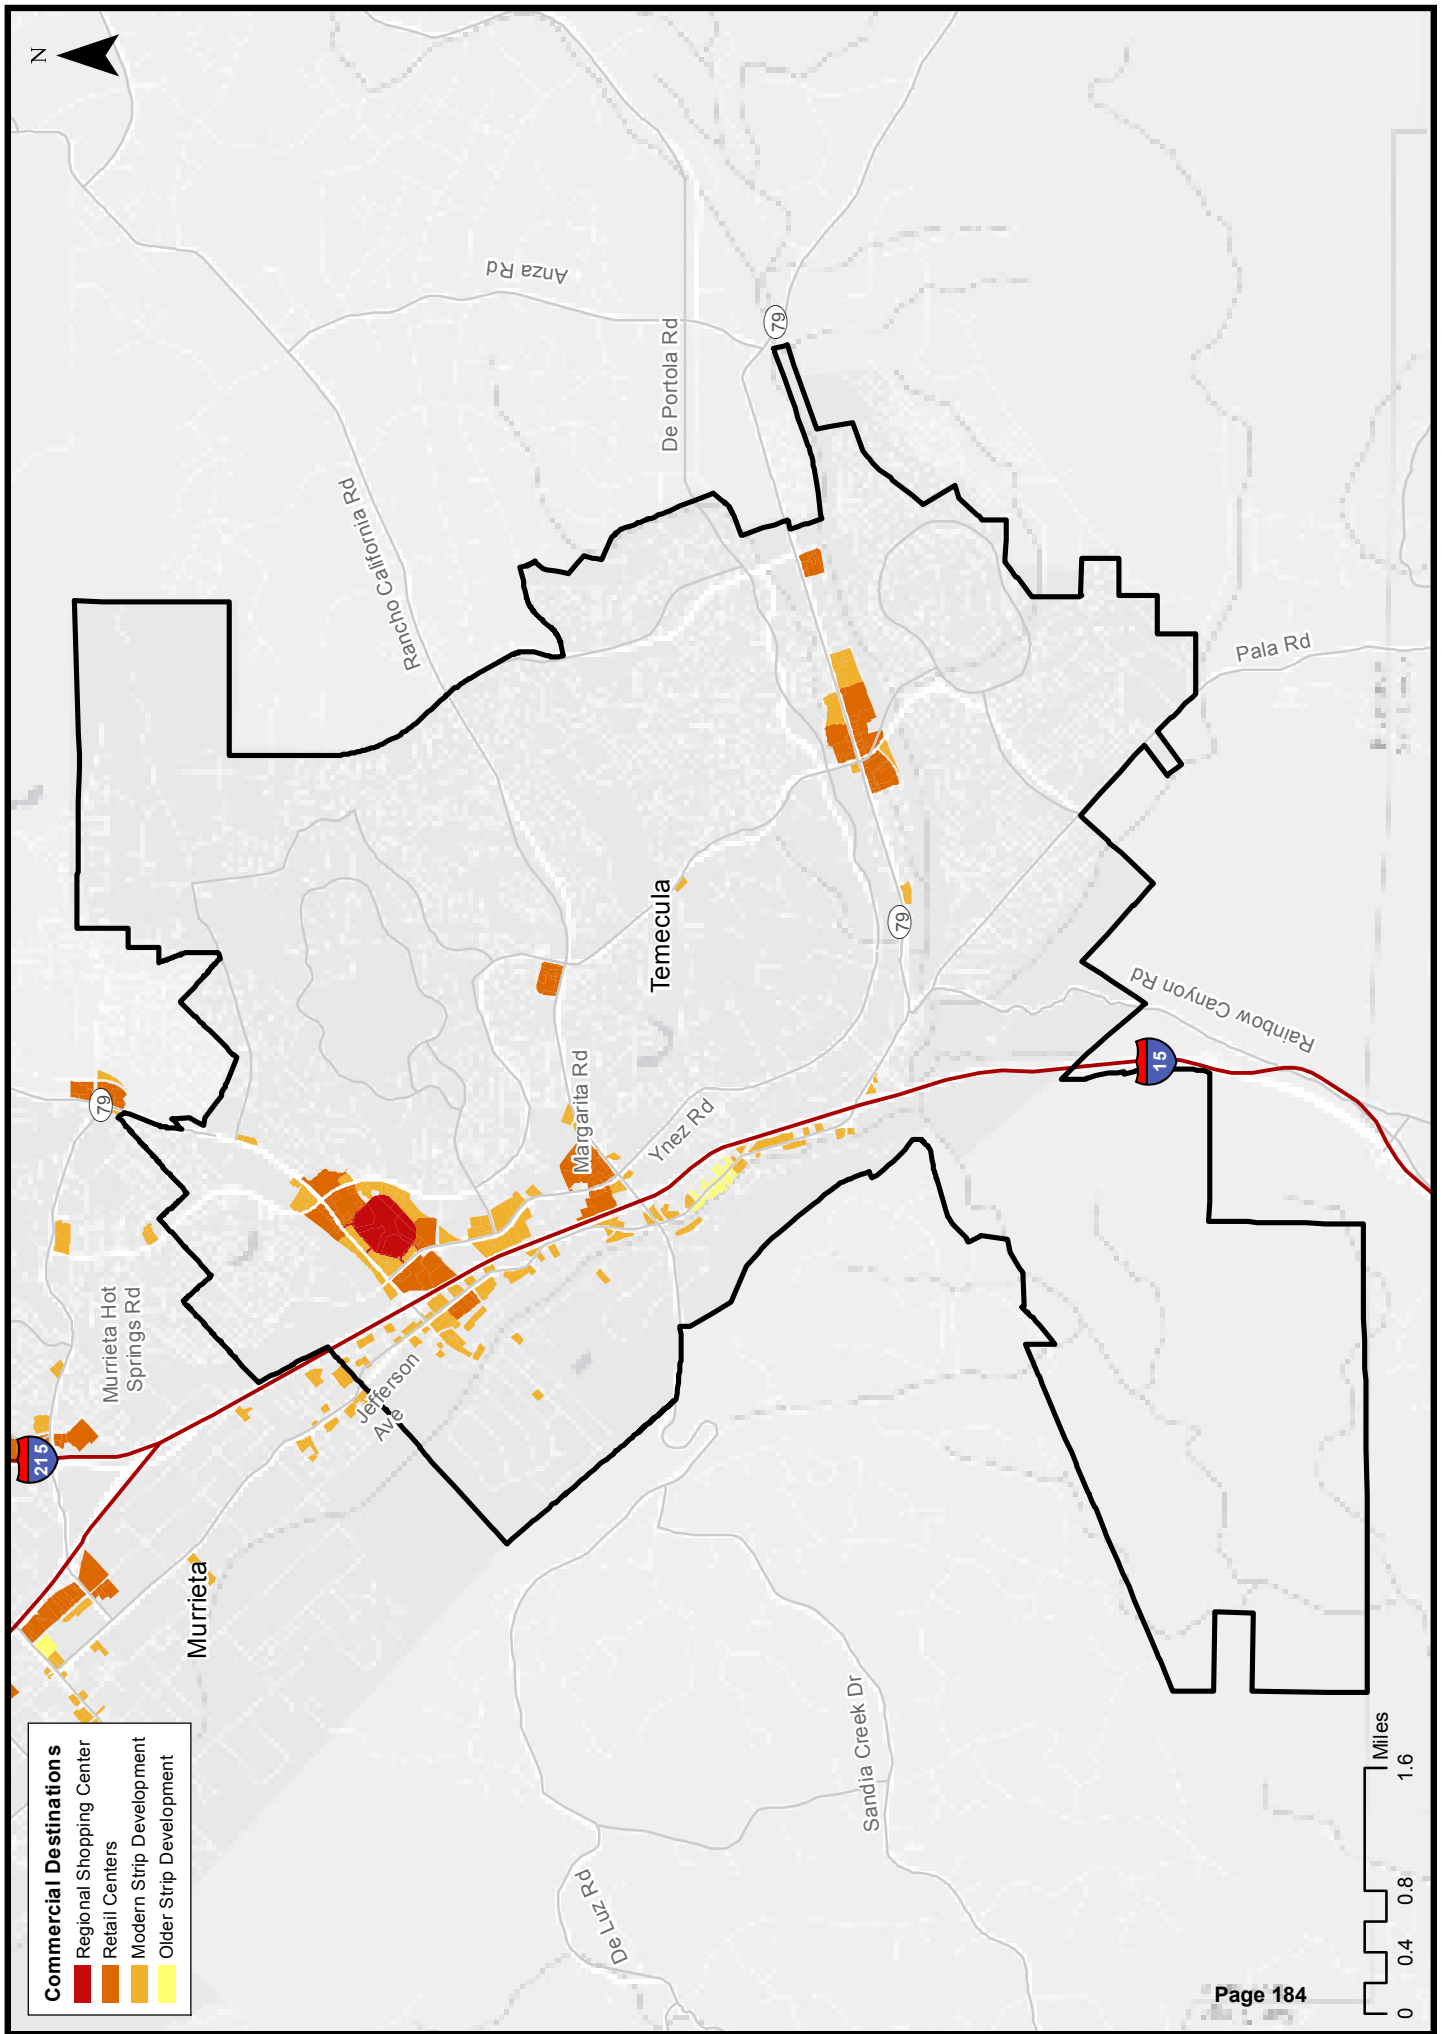 N
Commercial Destinations
Regional Shopping Center
Retail Centers
Modern Strip Development
Older Strip Development
215
Murrieta Hot
Springs Rd
79
Murrieta
Jefferson
Ave
Rancho California Rd
Anza Rd
De Portola Rd
79
Margarita Rd
Ynez Rd
Temecula
79
Pala Rd
Rainbow Canyon Rd
15
De Luz Rd
Sandia Creek Dr
Page 184
Miles
0 0.4 0.8 1.6